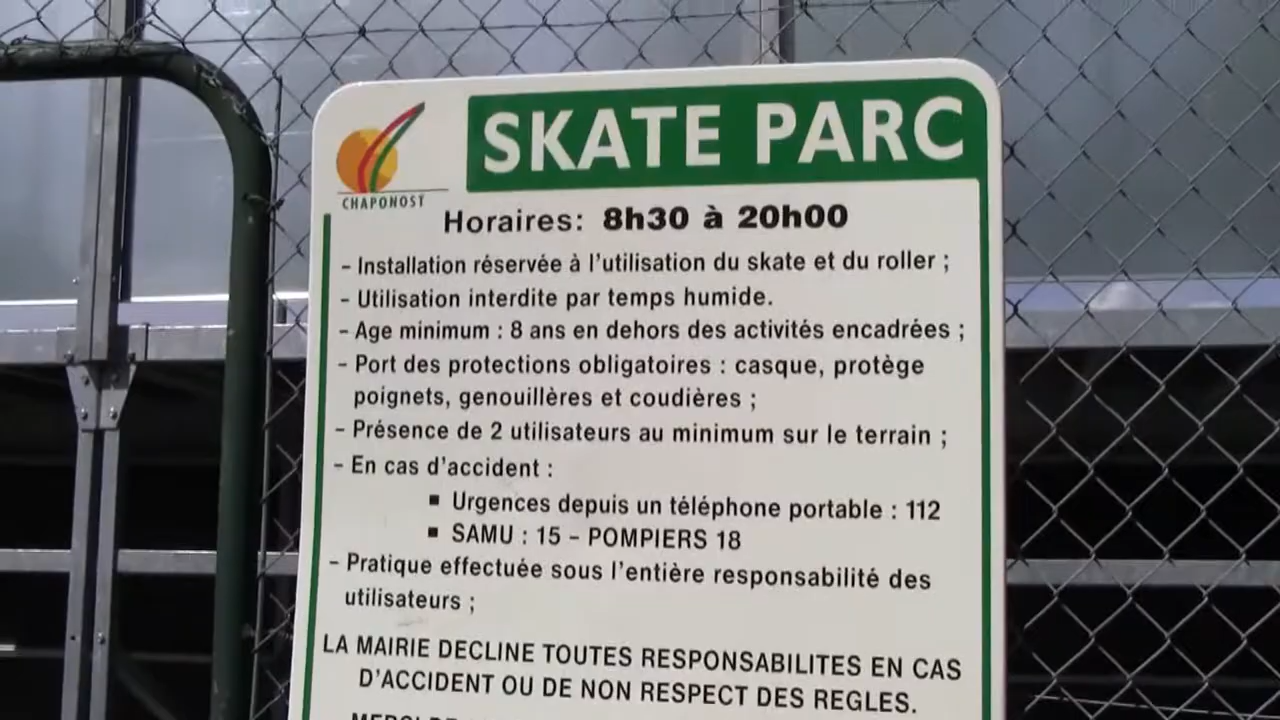 SKATE PARC
CHAPONOST
Horaires: 8h30 à 20h00
- Installation réservée à l'utilisation du skate et du roller ;
- Utilisation interdite par temps humide.
- Age minimum : 8 ans en dehors des activités encadrées ;
- Port des protections obligatoires : casque, protège
poignets, genouillères et coudières ;
- Présence de 2 utilisateurs au minimum sur le terrain ;
- En cas d'accident :
▪ Urgences depuis un téléphone portable : 112
▪ SAMU : 15 - POMPIERS 18
- Pratique effectuée sous l'entière responsabilité des
utilisateurs ;
LA MAIRIE DECLINE TOUTES RESPONSABILITES EN CAS
D'ACCIDENT OU DE NON RESPECT DES REGLES.